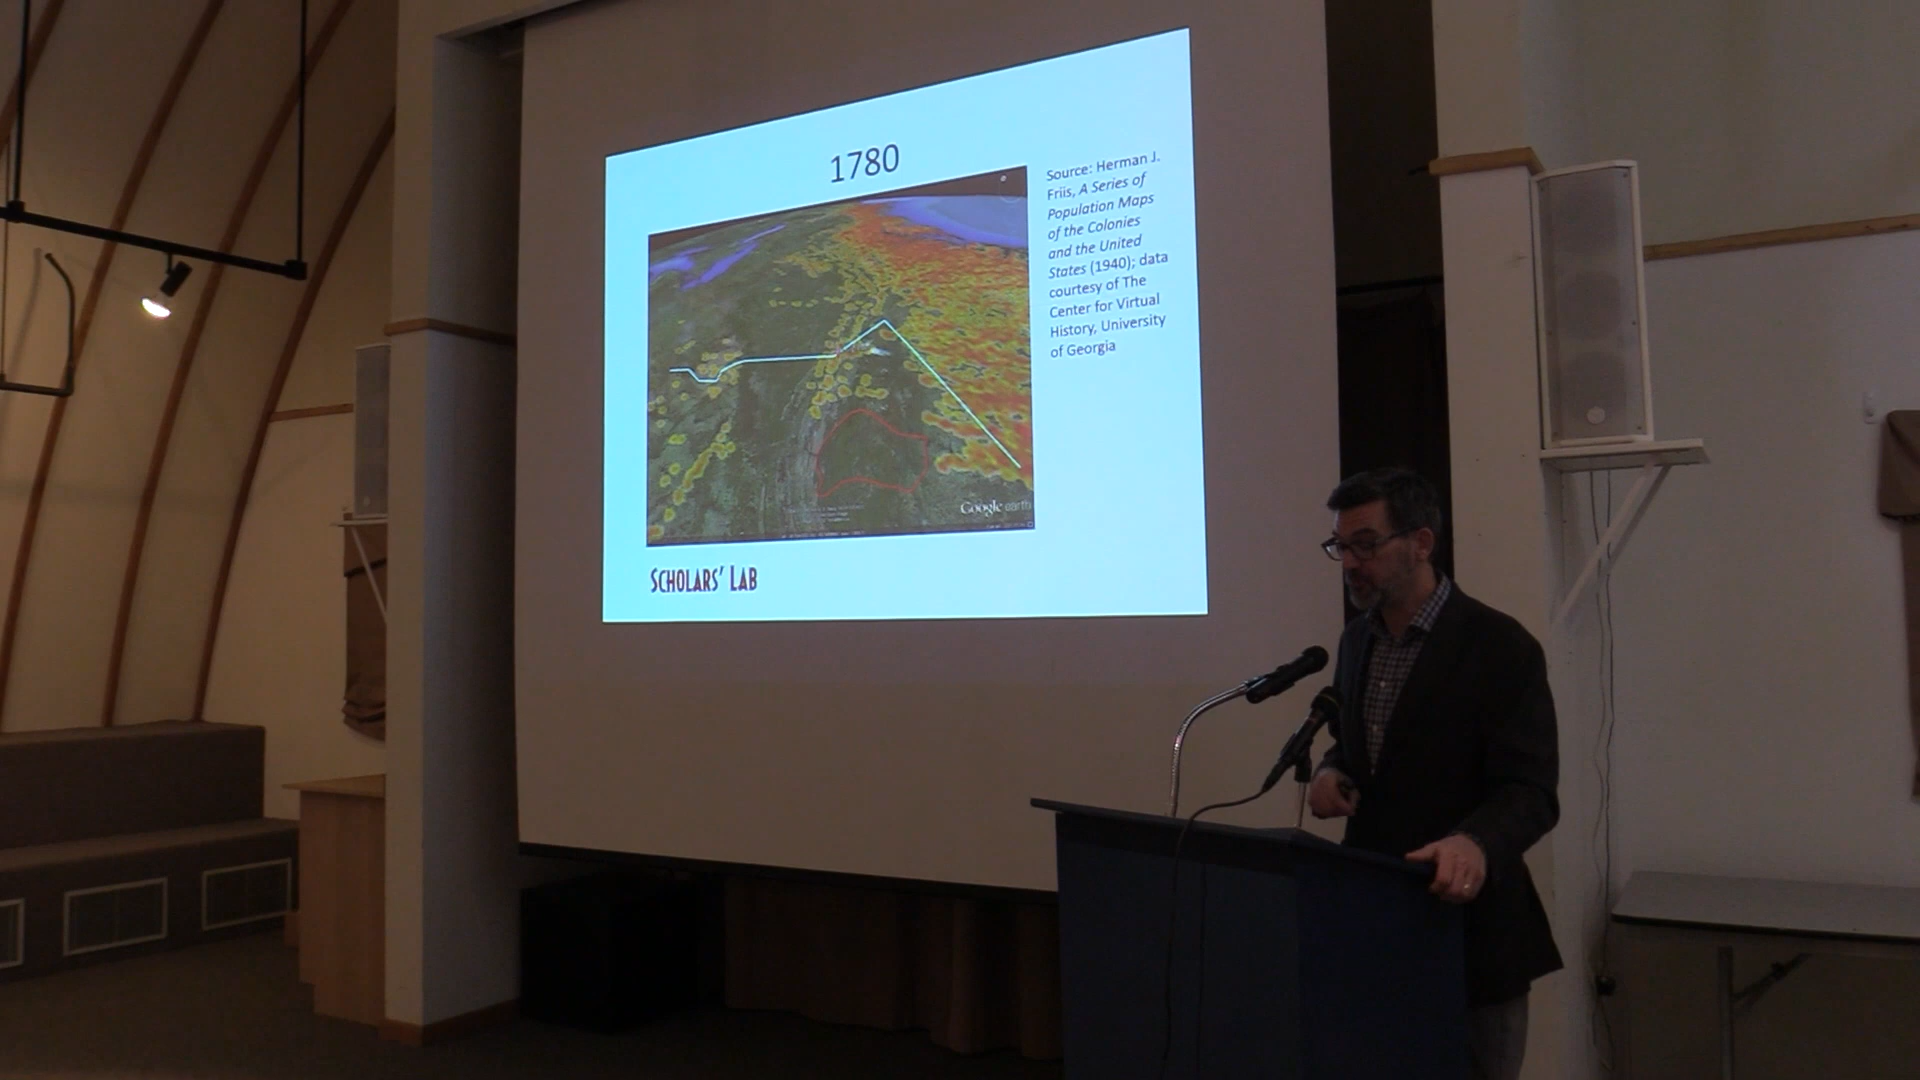 1780
Source: Herman J.
Friis, A Series of
Population Maps
of the Colonies
and the United
States (1940); data
courtesy of The
Center for Virtual
History, University
of Georgia
Google earth
SCHOLARS' LAB